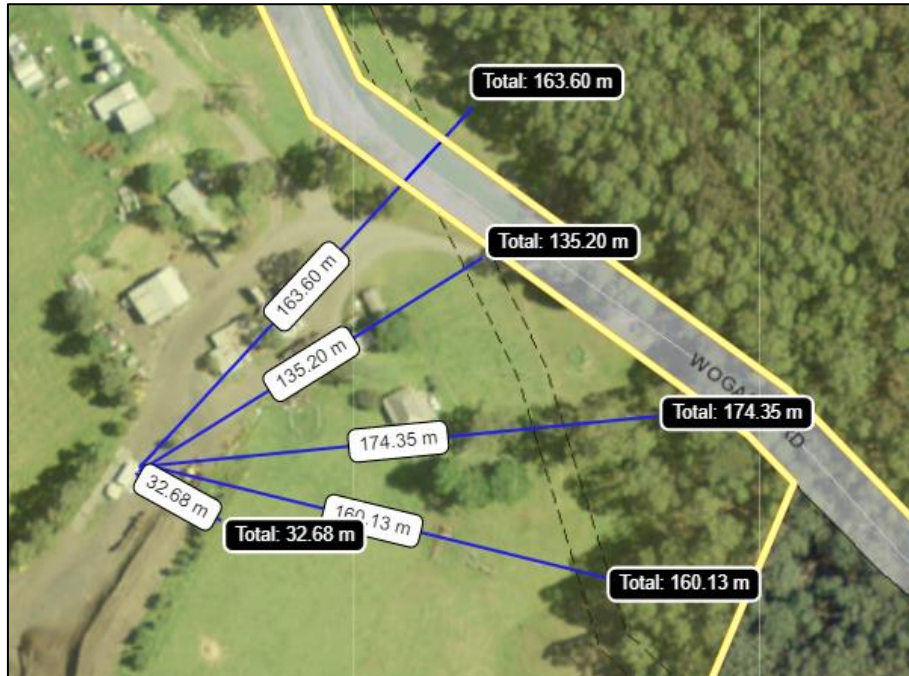 Total: 163.60 m
163.60 m
Total: 135.20 m
135.20 m
WOGA
RD
174.35 m
Total: 174.35 m
32.68 m
160.13 m
Total: 32.68 m
Total: 160.13 m